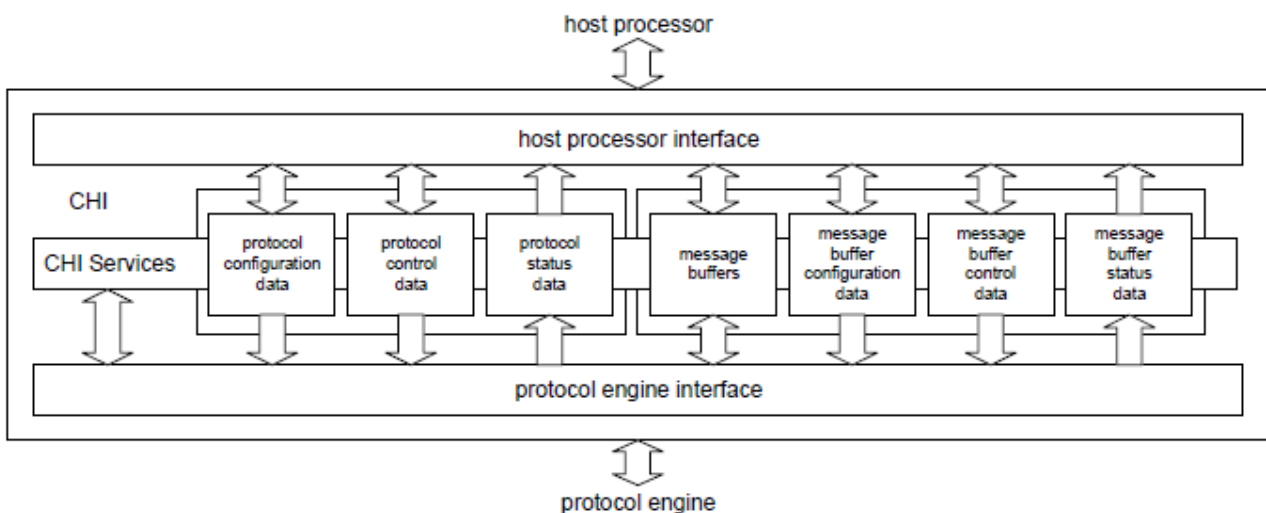 host processor
host processor interface
CHI
CHI Services
protocol
configuration
data
protocol
control
data
protocol
status
data
message
buffers
message
buffer
configuration
data
message
buffer
control
data
message
buffer
status
data
protocol engine interface
protocol engine